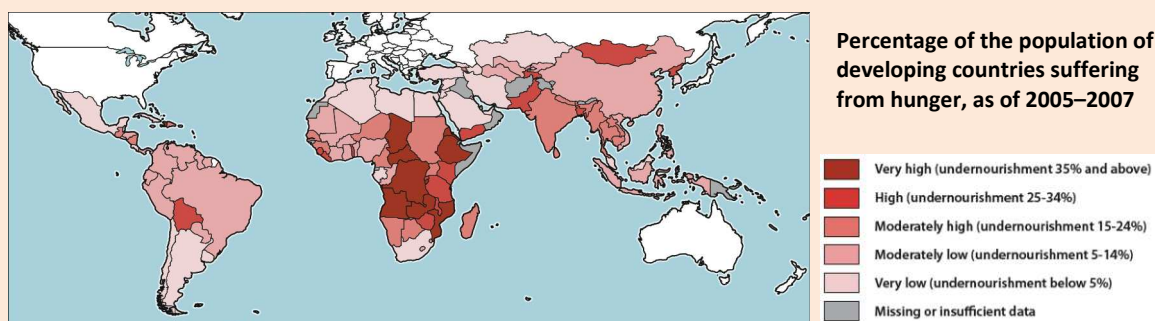 Percentage of the population of
developing countries suffering
from hunger, as of 2005–2007
Very high (undernourishment 35% and above)
High (undernourishment 25-34%)
Moderately high (undernourishment 15-24%)
Moderately low (undernourishment 5-14%)
Very low (undernourishment below 5%)
Missing or insufficient data